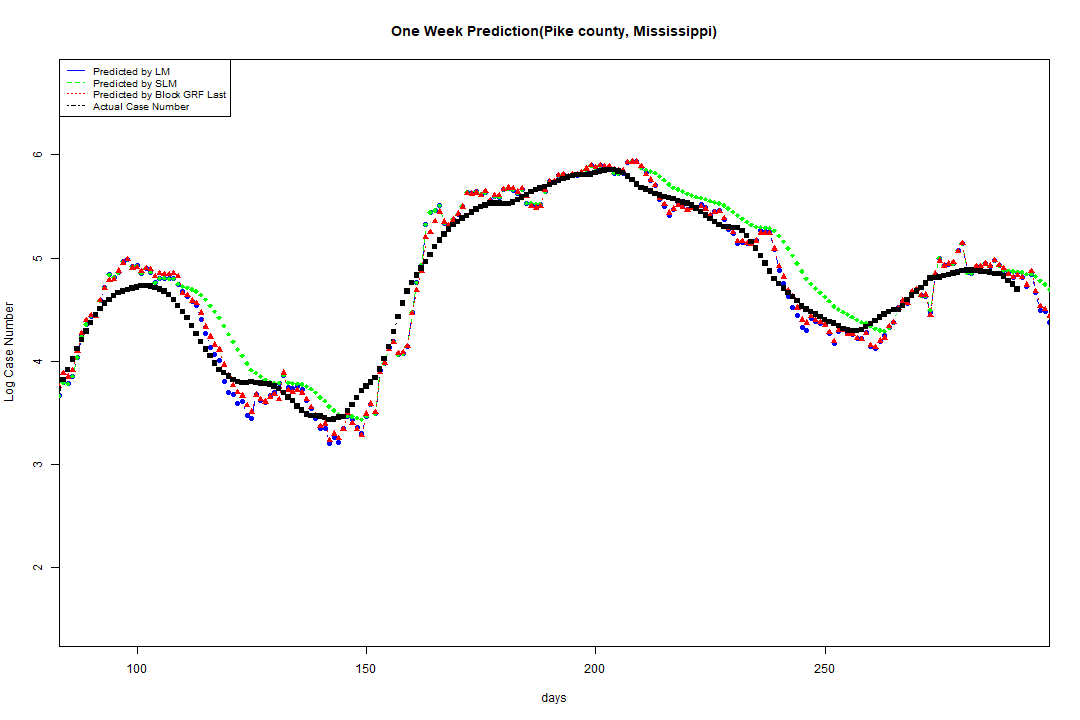 One Week Prediction(Pike county, Mississippi)
Predicted by LM
Predicted by SLM
Predicted by Block GRF Last
Actual Case Number
6
5
4
3
2
Log Case Number
100
150
200
250
days